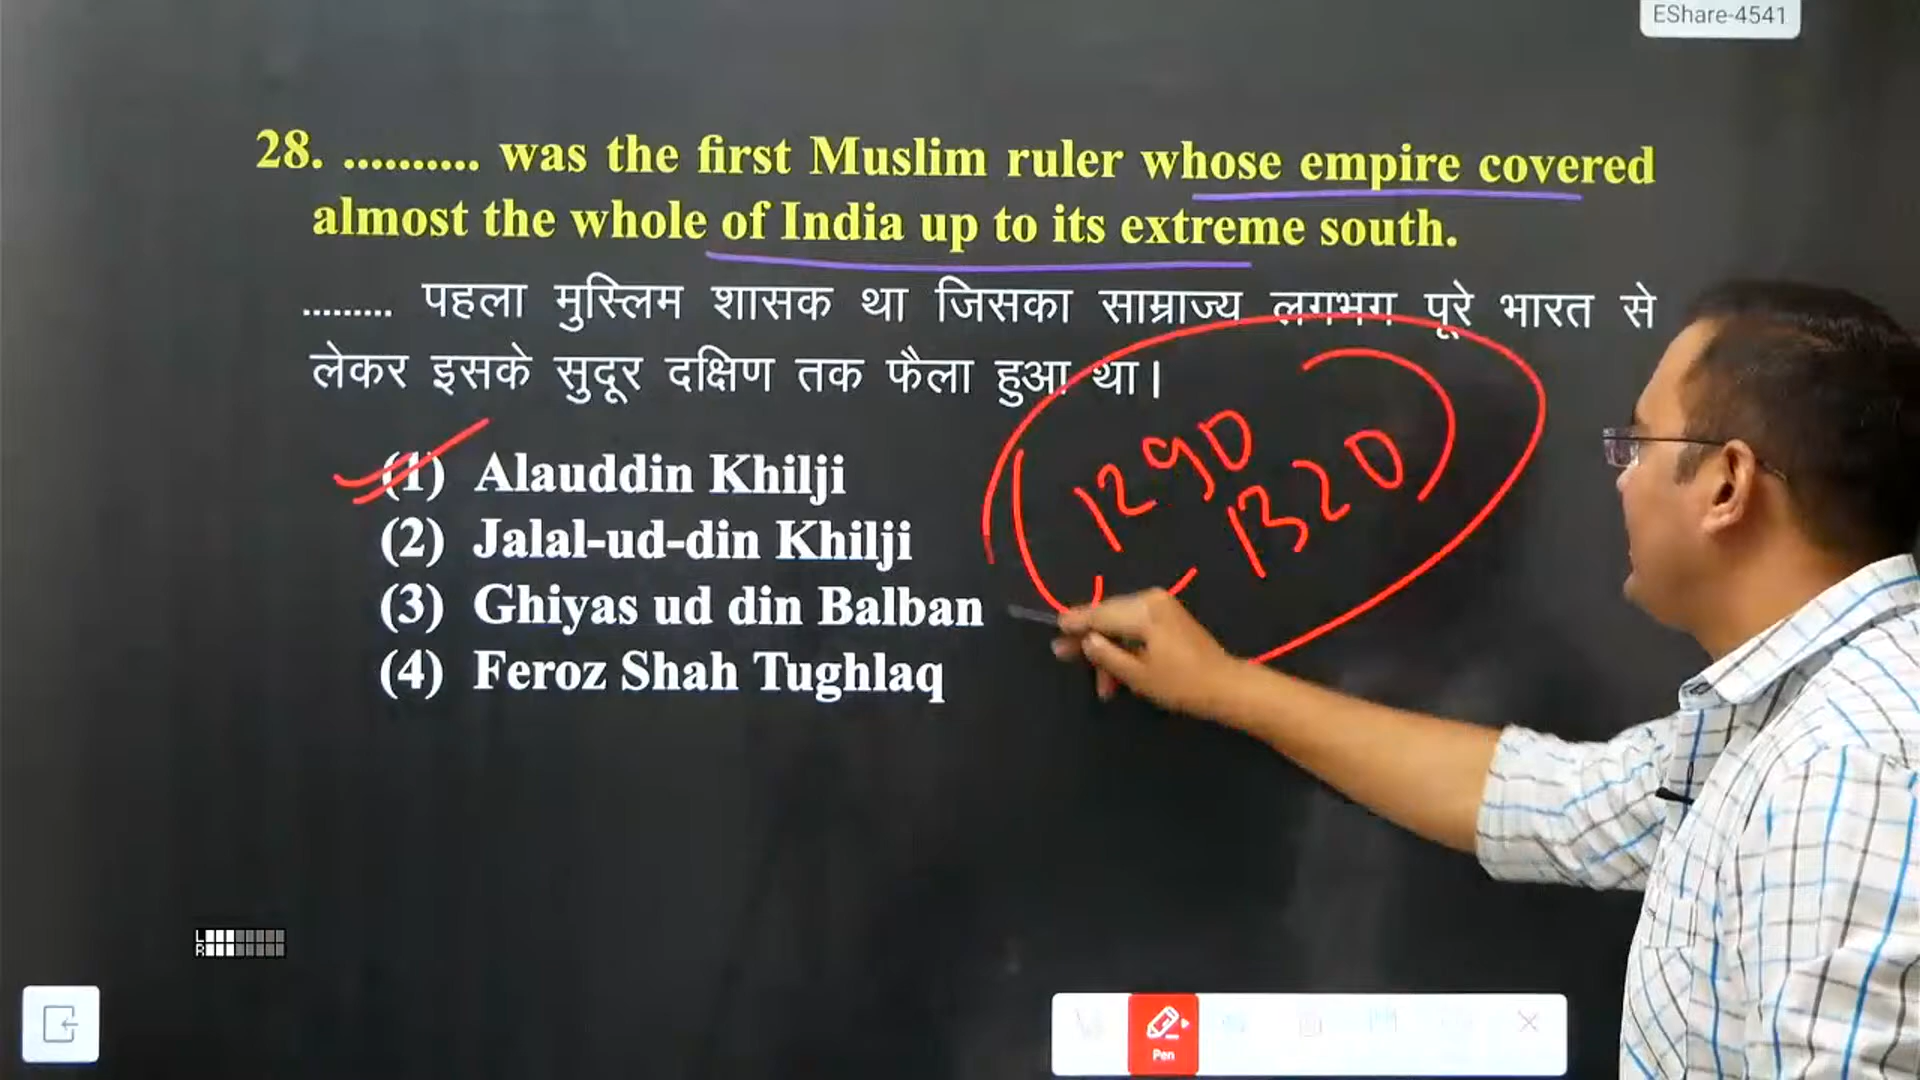 EShare-4541
28. .......... was the first Muslim ruler whose empire covered
almost the whole of India up to its extreme south.
......... पहला मुस्लिम शासक था जिसका साम्राज्य लगभग पूरे भारत से
लेकर इसके सुदूर दक्षिण तक फैला हुआ था।
(1) Alauddin Khilji
(2) Jalal-ud-din Khilji
(3) Ghiyas ud din Balban
(4) Feroz Shah Tughlaq
1290
1320
L
R
Pen